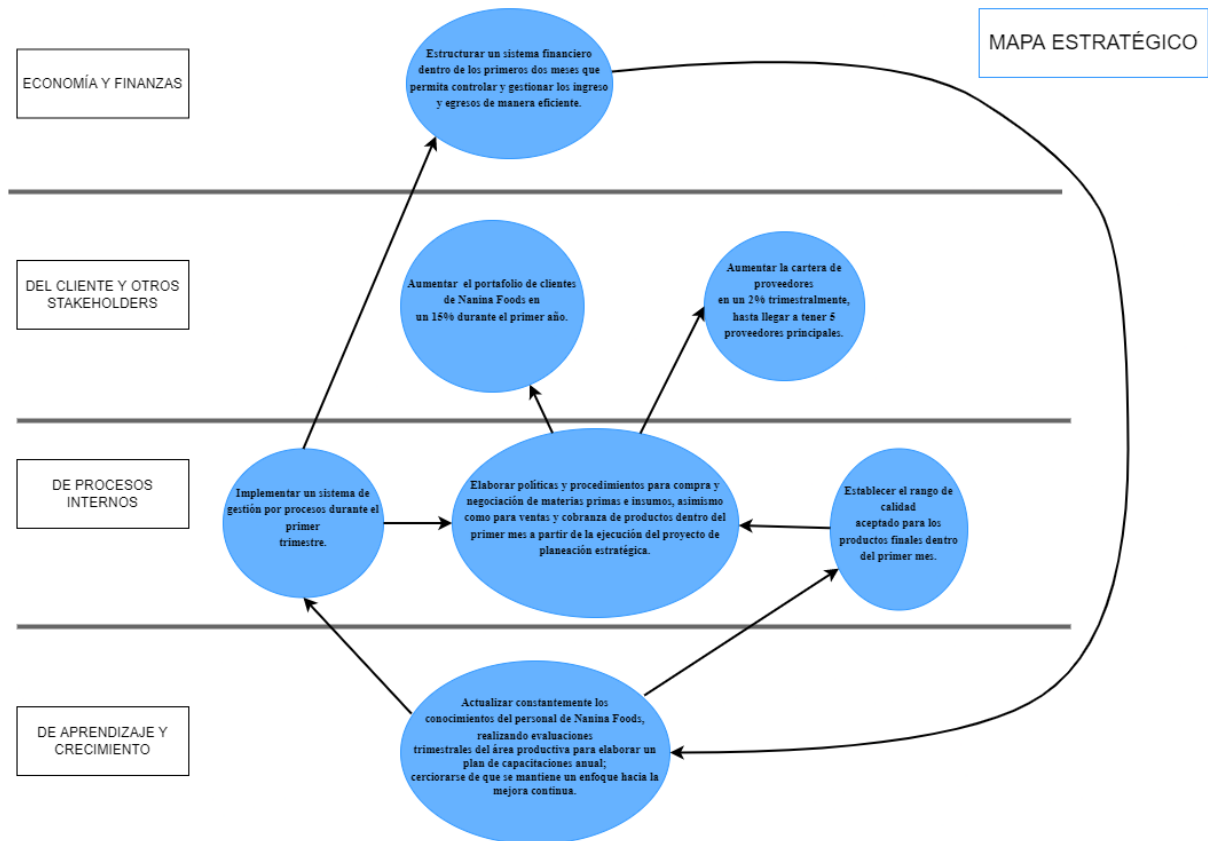 MAPA ESTRATÉGICO
ECONOMÍA Y FINANZAS
Estructurar un sistema financiero
dentro de los primeros dos meses que
permita controlar y gestionar los ingreso
y egresos de manera eficiente.
DEL CLIENTE Y OTROS
STAKEHOLDERS
Aumentar el portafolio de clientes
de Nanina Foods en
un 15% durante el primer año.
Aumentar la cartera de
proveedores
en un 2% trimestralmente,
hasta llegar a tener 5
proveedores principales.
DE PROCESOS
INTERNOS
Implementar un sistema de
gestión por procesos durante el
primer
trimestre.
Elaborar políticas y procedimientos para compra y
negociación de materias primas e insumos, asimismo
como para ventas y cobranza de productos dentro del
primer mes a partir de la ejecución del proyecto de
planeación estratégica.
Establecer el rango de
calidad
aceptado para los
productos finales dentro
del primer mes.
DE APRENDIZAJE Y
CRECIMIENTO
Actualizar constantemente los
conocimientos del personal de Nanina Foods,
realizando evaluaciones
trimestrales del área productiva para elaborar un
plan de capacitaciones anual;
cerciorarse de que se mantiene un enfoque hacia la
mejora continua.